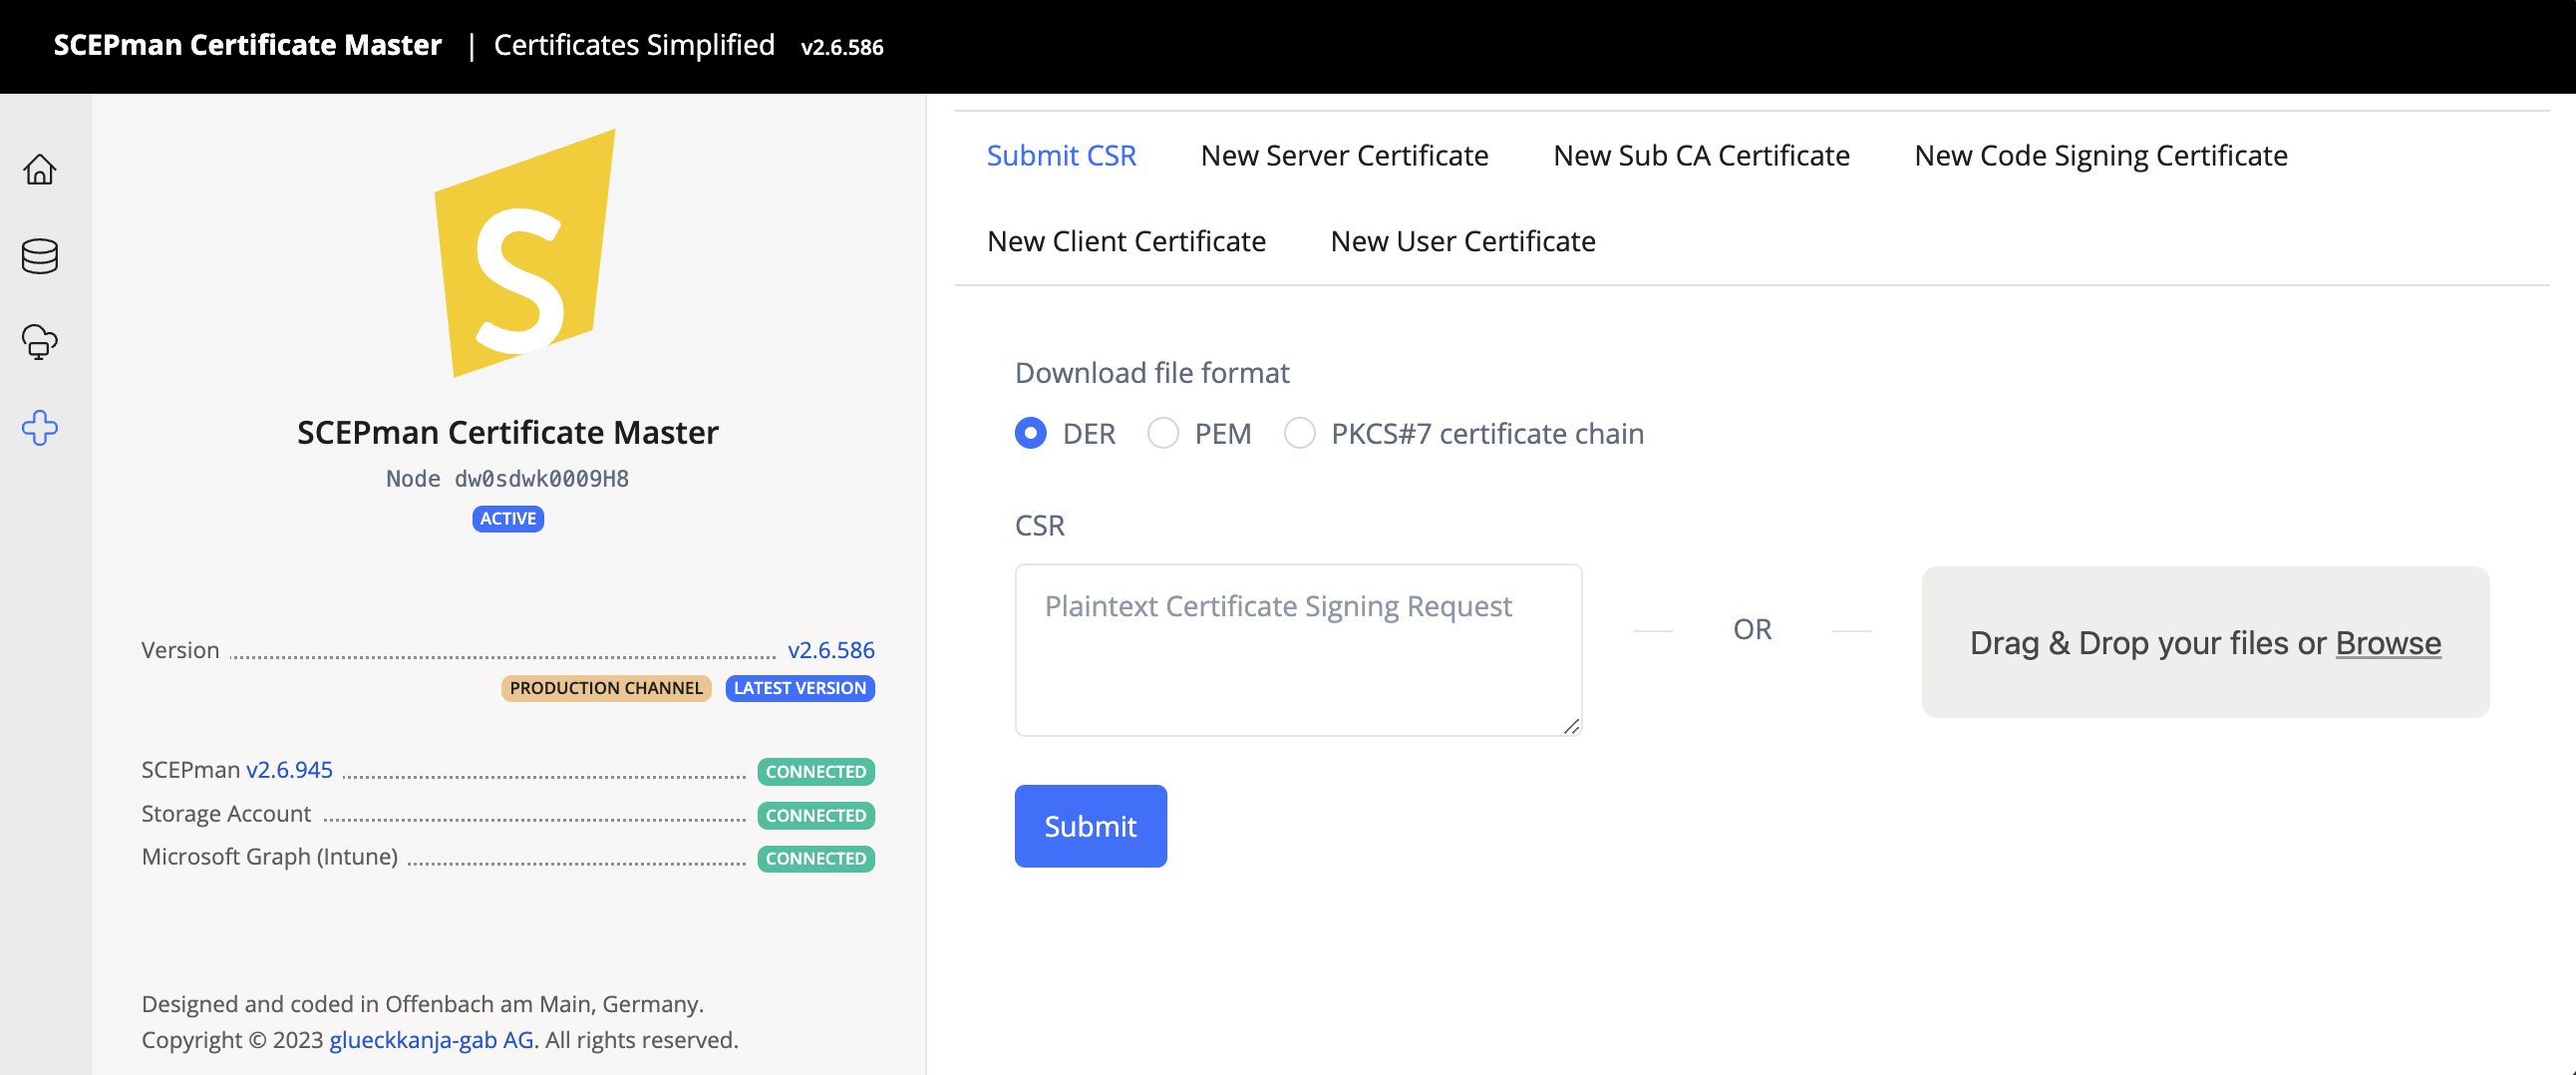 SCEPman Certificate Master | Certificates Simplified v2.6.586
S
SCEPman Certificate Master
Node dw0sdwk0009H8
ACTIVE
Version v2.6.586
PRODUCTION CHANNEL LATEST VERSION
SCEPman v2.6.945 CONNECTED
Storage Account CONNECTED
Microsoft Graph (Intune) CONNECTED
Designed and coded in Offenbach am Main, Germany.
Copyright © 2023 glueckkanja-gab AG. All rights reserved.
Submit CSR New Server Certificate New Sub CA Certificate New Code Signing Certificate
New Client Certificate New User Certificate
Download file format
DER PEM PKCS#7 certificate chain
CSR
Plaintext Certificate Signing Request
OR
Drag & Drop your files or Browse
Submit